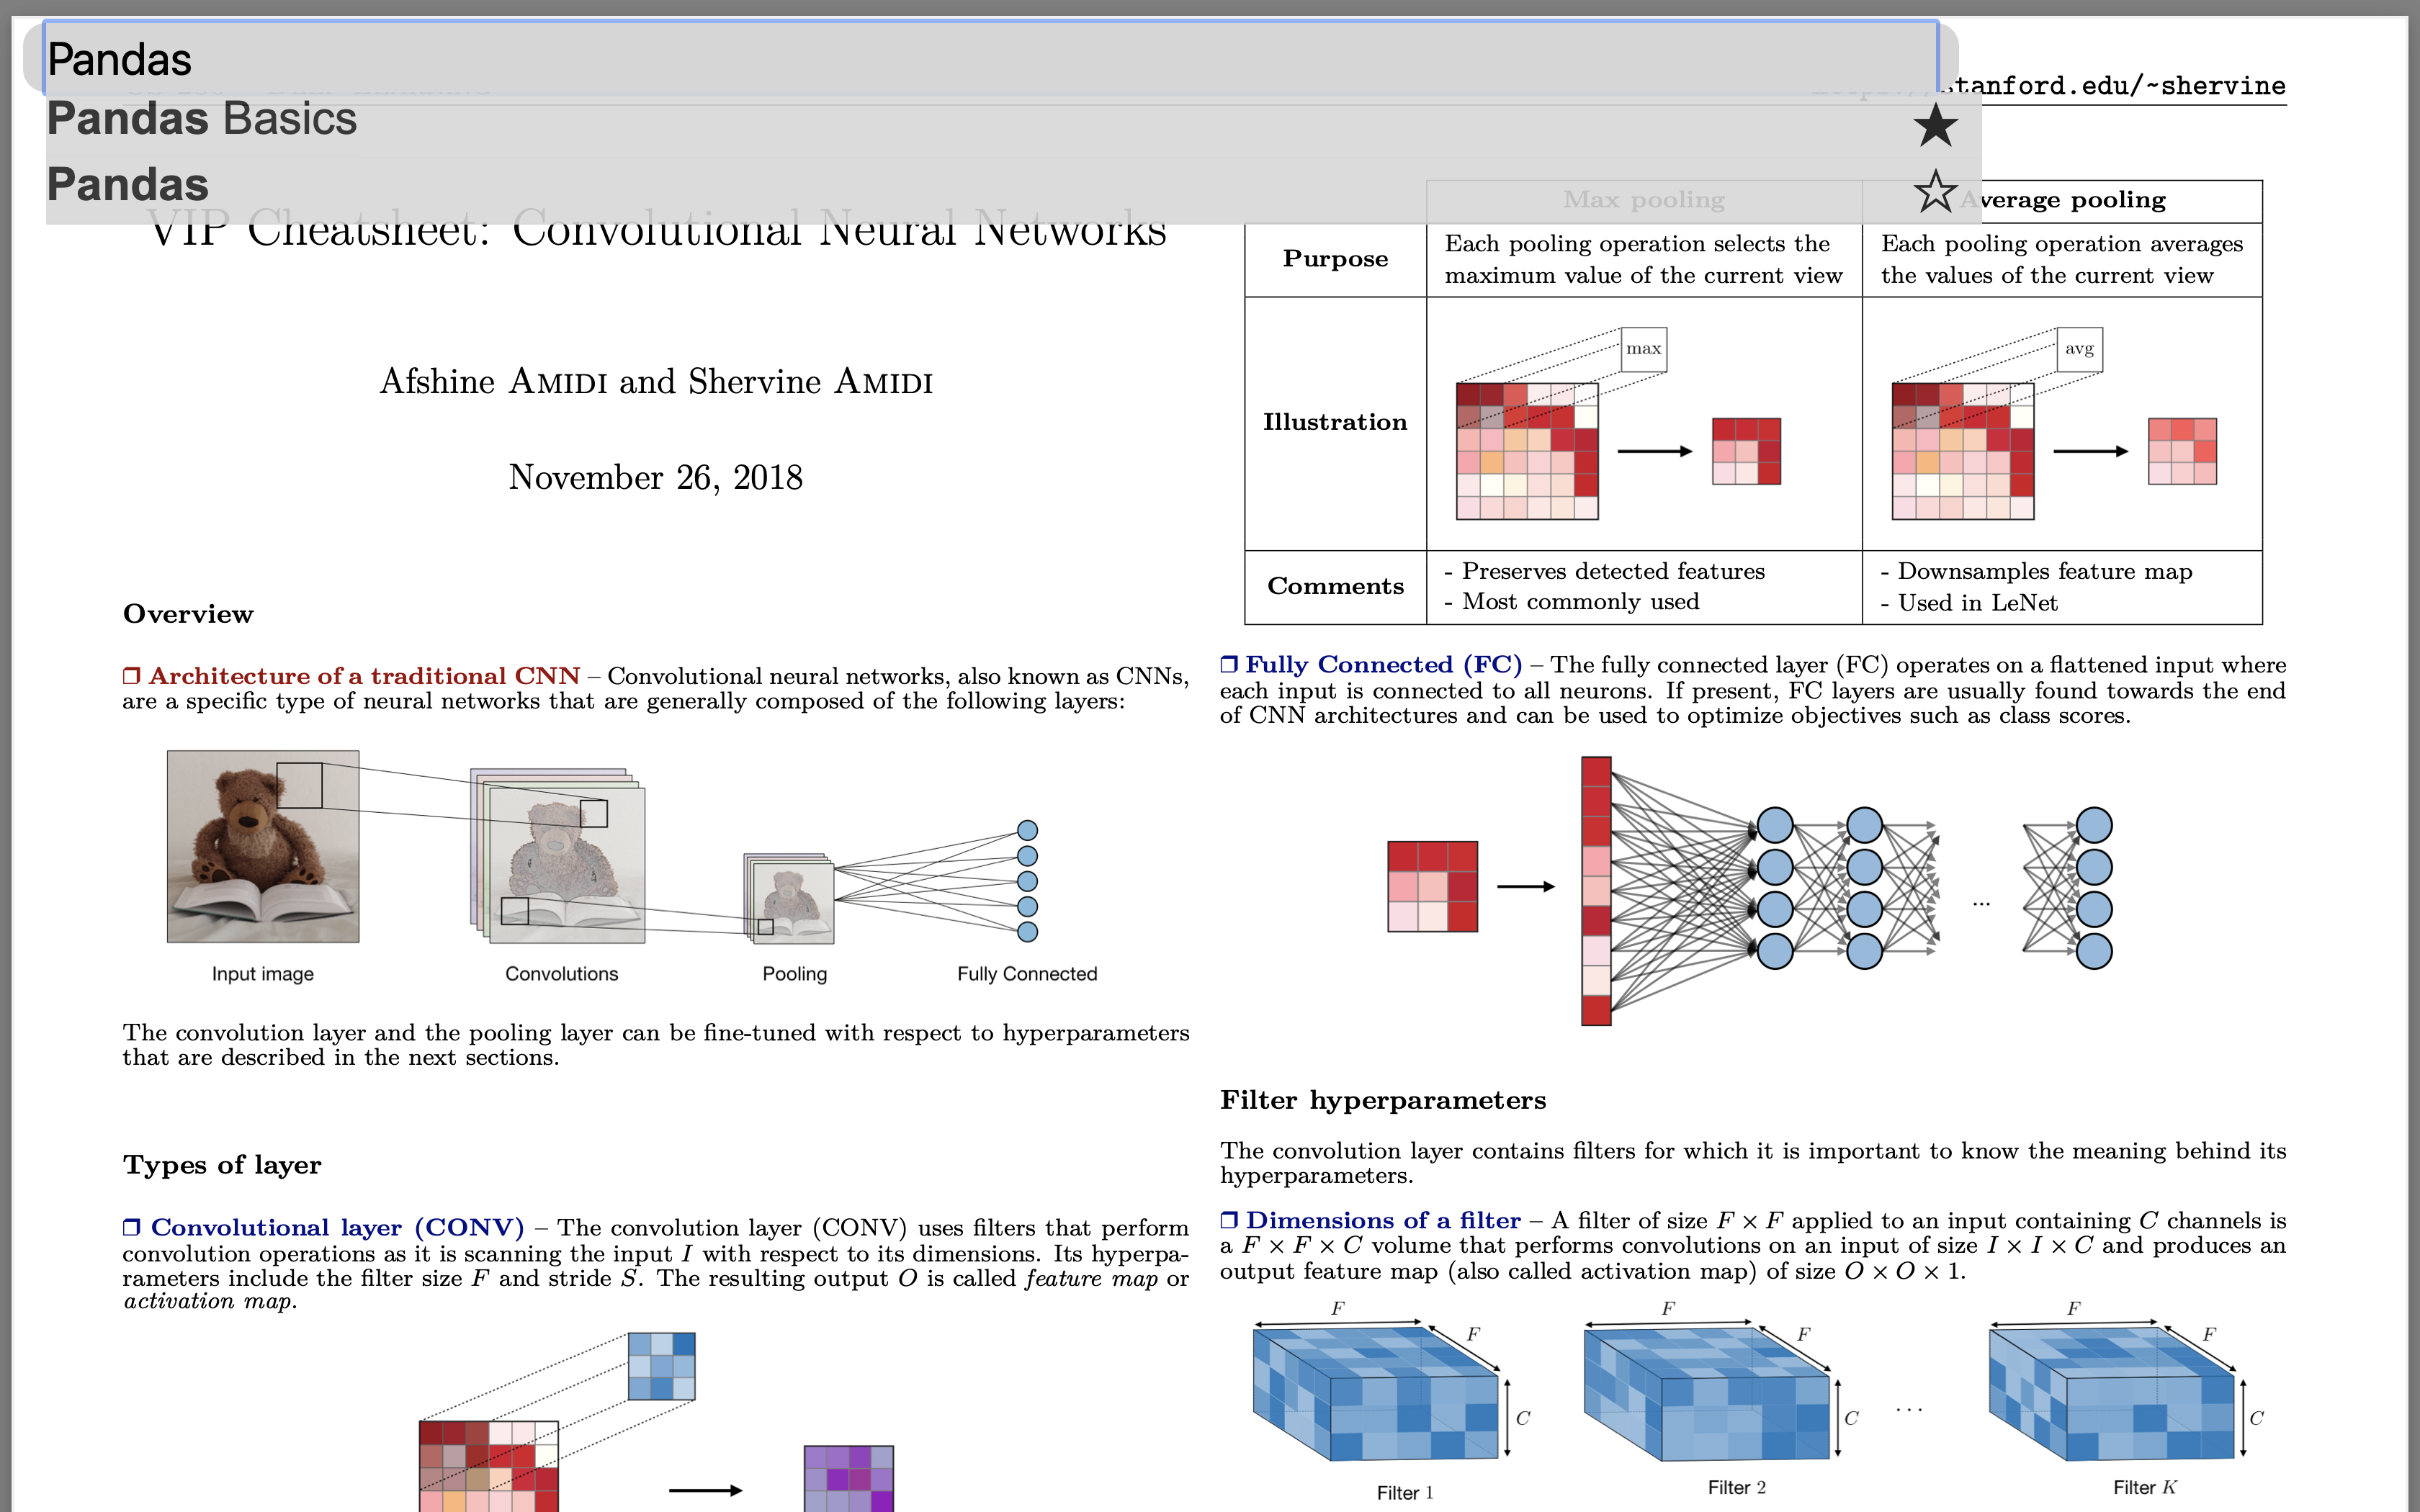 Pandas
Pandas Basics
Pandas
tanford.edu/~shervine
VIP Cheatsheet: Convolutional Neural Networks
Afshine AMIDI and Shervine AMIDI
November 26, 2018
Overview
❐ Architecture of a traditional CNN – Convolutional neural networks, also known as CNNs,
are a specific type of neural networks that are generally composed of the following layers:
Input image Convolutions Pooling Fully Connected
The convolution layer and the pooling layer can be fine-tuned with respect to hyperparameters
that are described in the next sections.
Types of layer
❐ Convolutional layer (CONV) – The convolution layer (CONV) uses filters that perform
convolution operations as it is scanning the input I with respect to its dimensions. Its hyperpa-
rameters include the filter size F and stride S. The resulting output O is called feature map or
activation map.
Max pooling Average pooling
Purpose
Each pooling operation selects the
maximum value of the current view
Each pooling operation averages
the values of the current view
Illustration
max
avg
Comments
- Preserves detected features
- Most commonly used
- Downsamples feature map
- Used in LeNet
❐ Fully Connected (FC) – The fully connected layer (FC) operates on a flattened input where
each input is connected to all neurons. If present, FC layers are usually found towards the end
of CNN architectures and can be used to optimize objectives such as class scores.
...
Filter hyperparameters
The convolution layer contains filters for which it is important to know the meaning behind its
hyperparameters.
❐ Dimensions of a filter – A filter of size F × F applied to an input containing C channels is
a F × F × C volume that performs convolutions on an input of size I × I × C and produces an
output feature map (also called activation map) of size O × O × 1.
F F F
F F F
C C ... C
Filter 1 Filter 2 Filter K